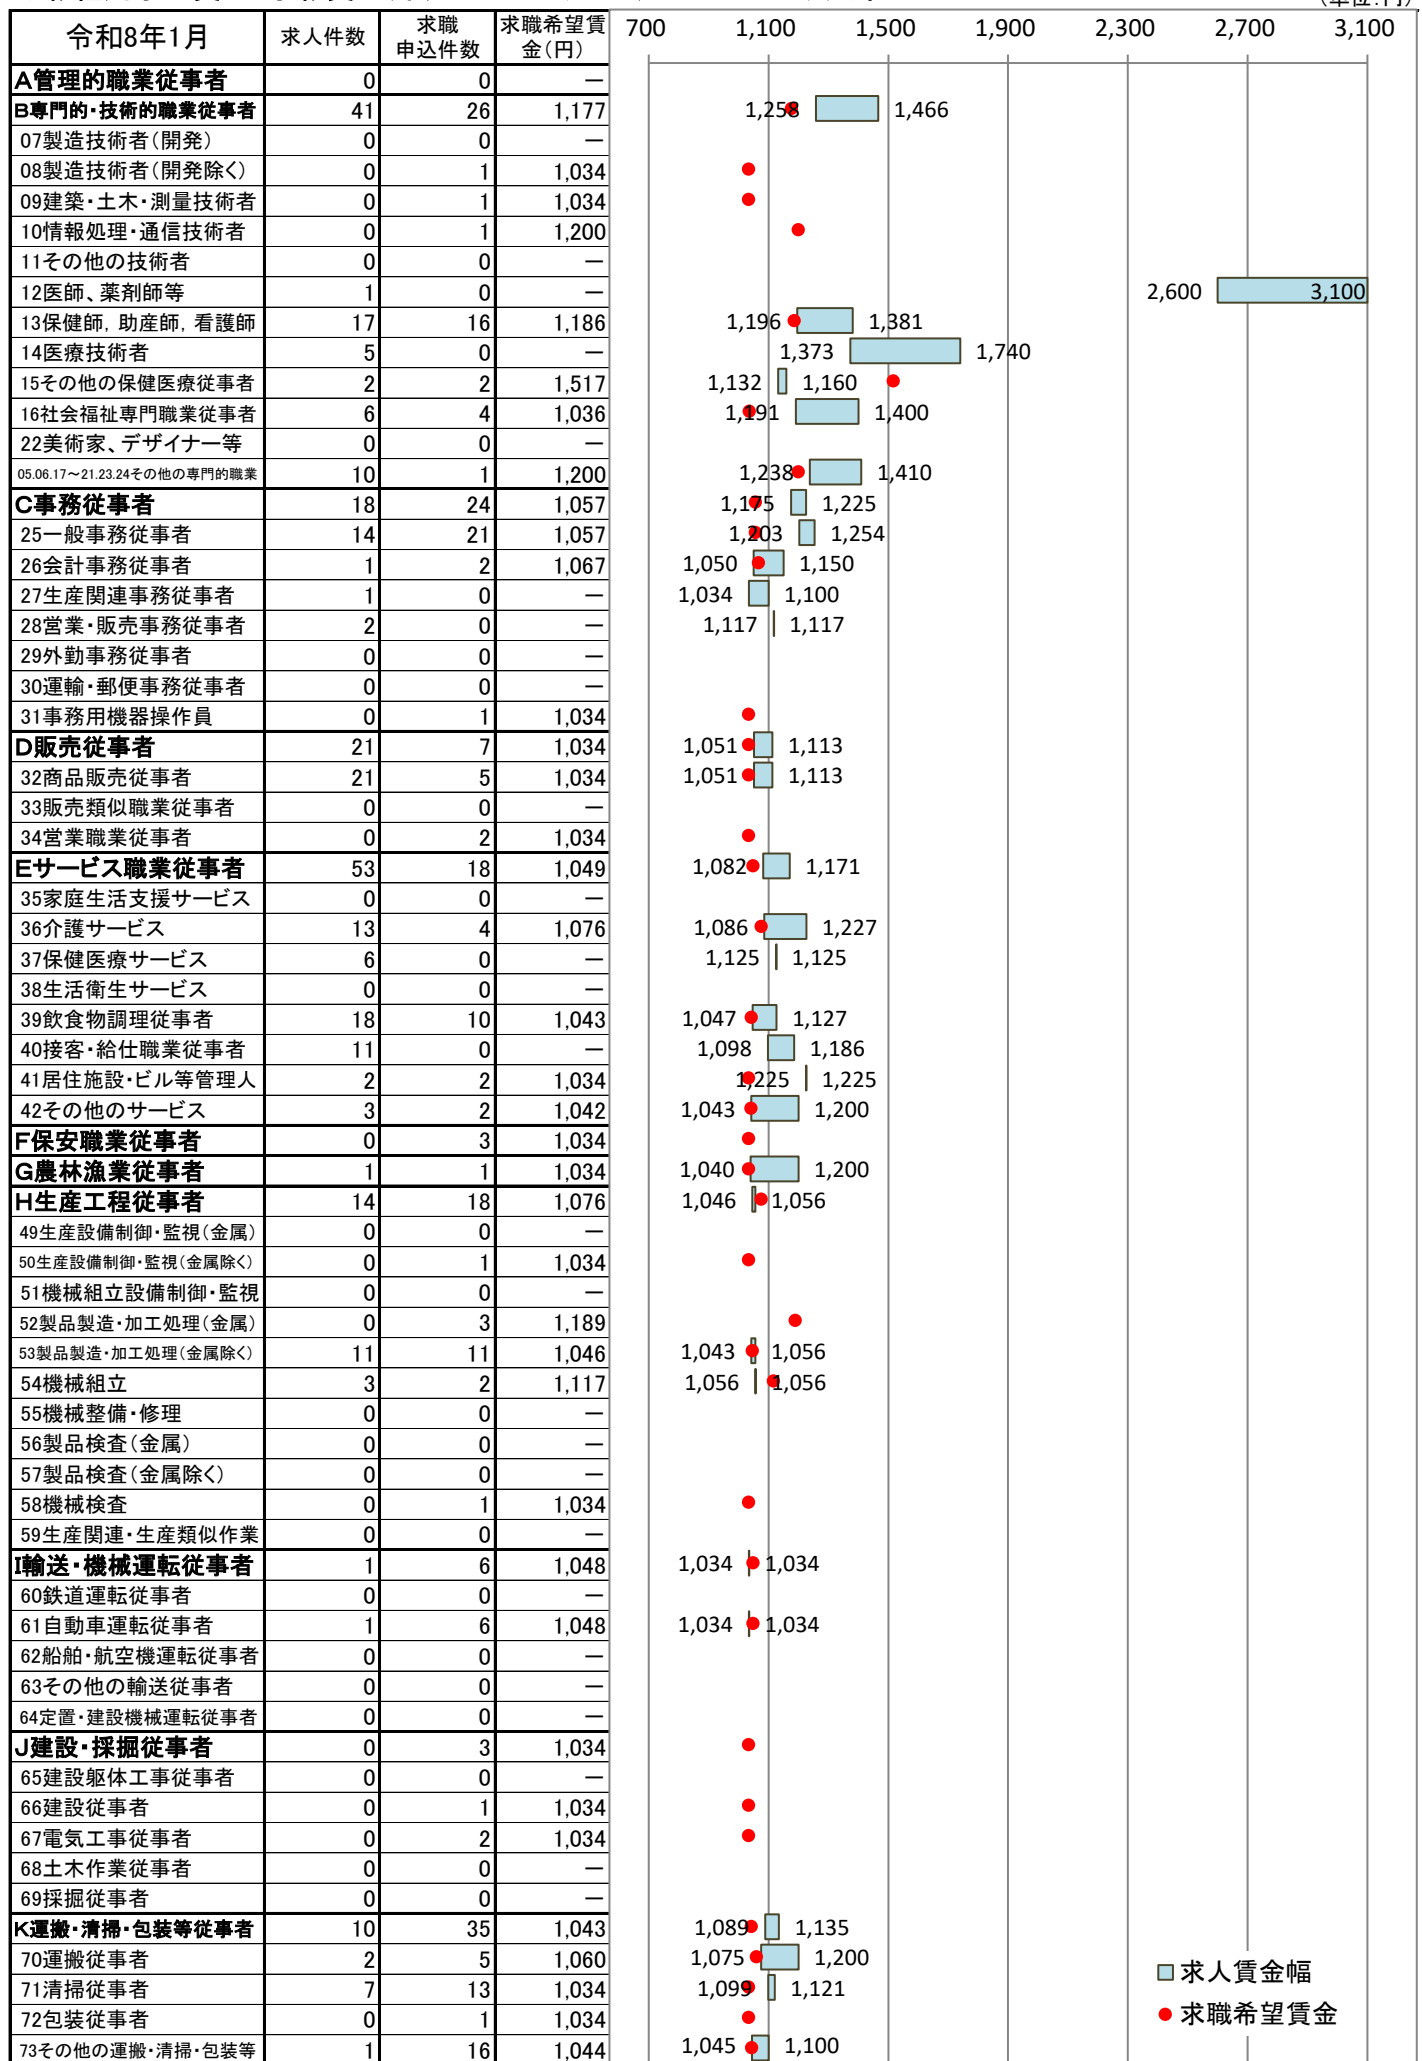 (単位:円)
令和8年1月 求人件数 求職申込件数 求職希望賃金(円) 700 1,100 1,500 1,900 2,300 2,700 3,100
A管理的職業従事者 0 0 ―
B専門的・技術的職業従事者 41 26 1,177 1,258 1,466
07製造技術者(開発) 0 0 ―
08製造技術者(開発除く) 0 1 1,034
09建築・土木・測量技術者 0 1 1,034
10情報処理・通信技術者 0 1 1,200
11その他の技術者 0 0 ―
12医師、薬剤師等 1 0 ― 2,600 3,100
13保健師,助産師,看護師 17 16 1,186 1,196 1,381
14医療技術者 5 0 ― 1,373 1,740
15その他の保健医療従事者 2 2 1,517 1,132 1,160
16社会福祉専門職業従事者 6 4 1,036 1,191 1,400
22美術家、デザイナー等 0 0 ―
05.06.17~21.23.24その他の専門的職業 10 1 1,200 1,238 1,410
C事務従事者 18 24 1,057 1,175 1,225
25一般事務従事者 14 21 1,057 1,203 1,254
26会計事務従事者 1 2 1,067 1,050 1,150
27生産関連事務従事者 1 0 ― 1,034 1,100
28営業・販売事務従事者 2 0 ― 1,117 1,117
29外勤事務従事者 0 0 ―
30運輸・郵便事務従事者 0 0 ―
31事務用機器操作員 0 1 1,034
D販売従事者 21 7 1,034 1,051 1,113
32商品販売従事者 21 5 1,034 1,051 1,113
33販売類似職業従事者 0 0 ―
34営業職業従事者 0 2 1,034
Eサービス職業従事者 53 18 1,049 1,082 1,171
35家庭生活支援サービス 0 0 ―
36介護サービス 13 4 1,076 1,086 1,227
37保健医療サービス 6 0 ― 1,125 1,125
38生活衛生サービス 0 0 ―
39飲食物調理従事者 18 10 1,043 1,047 1,127
40接客・給仕職業従事者 11 0 ― 1,098 1,186
41居住施設・ビル等管理人 2 2 1,034 1,225 1,225
42その他のサービス 3 2 1,042 1,043 1,200
F保安職業従事者 0 3 1,034
G農林漁業従事者 1 1 1,034 1,040 1,200
H生産工程従事者 14 18 1,076 1,046 1,056
49生産設備制御・監視(金属) 0 0 ―
50生産設備制御・監視(金属除く) 0 1 1,034
51機械組立設備制御・監視 0 0 ―
52製品製造・加工処理(金属) 0 3 1,189
53製品製造・加工処理(金属除く) 11 11 1,046 1,043 1,056
54機械組立 3 2 1,117 1,056 1,056
55機械整備・修理 0 0 ―
56製品検査(金属) 0 0 ―
57製品検査(金属除く) 0 0 ―
58機械検査 0 1 1,034
59生産関連・生産類似作業 0 0 ―
I輸送・機械運転従事者 1 6 1,048 1,034 1,034
60鉄道運転従事者 0 0 ―
61自動車運転従事者 1 6 1,048 1,034 1,034
62船舶・航空機運転従事者 0 0 ―
63その他の輸送従事者 0 0 ―
64定置・建設機械運転従事者 0 0 ―
J建設・採掘従事者 0 3 1,034
65建設躯体工事従事者 0 0 ―
66建設従事者 0 1 1,034
67電気工事従事者 0 2 1,034
68土木作業従事者 0 0 ―
69採掘従事者 0 0 ―
K運搬・清掃・包装等従事者 10 35 1,043 1,089 1,135
70運搬従事者 2 5 1,060 1,075 1,200
71清掃従事者 7 13 1,034 1,099 1,121
72包装従事者 0 1 1,034
73その他の運搬・清掃・包装等 1 16 1,044 1,045 1,100
求人賃金幅
求職希望賃金